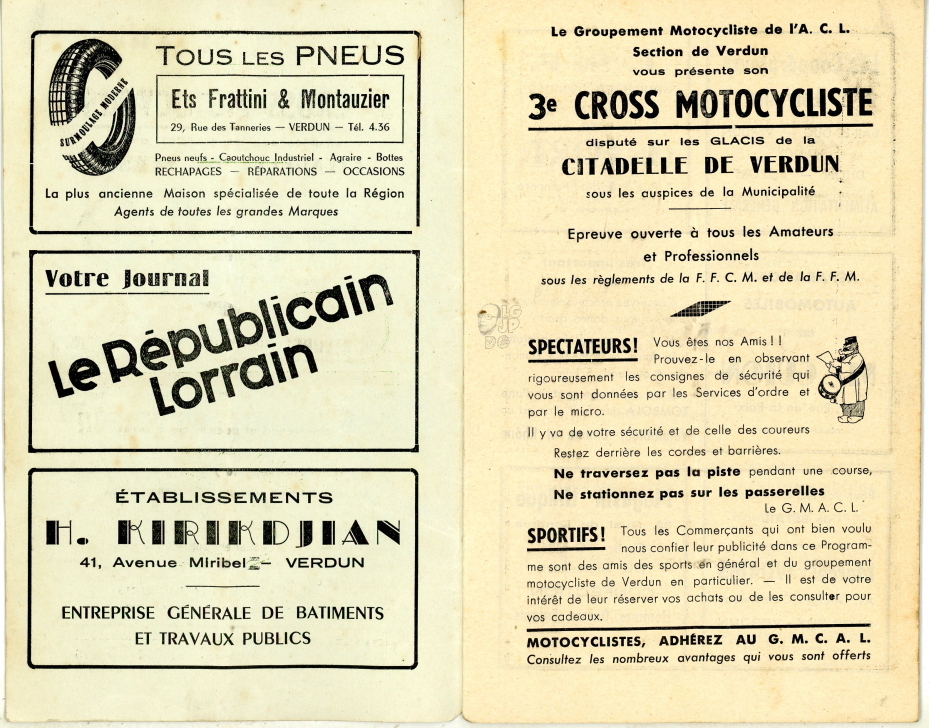 TOUS LES PNEUS
SURMOULAGE MODERNE
Ets Frattini & Montauzier
29, Rue des Tanneries — VERDUN — Tél. 4.36
Pneus neufs - Caoutchouc Industriel - Agraire - Bottes
RECHAPAGES — RÉPARATIONS — OCCASIONS
La plus ancienne Maison spécialisée de toute la Région
Agents de toutes les grandes Marques
Votre Journal
Le Républicain
Lorrain
ÉTABLISSEMENTS
H. KIRIKDJIAN
41, Avenue Miribel — VERDUN
ENTREPRISE GÉNÉRALE DE BATIMENTS
ET TRAVAUX PUBLICS
Le Groupement Motocycliste de l'A. C. L.
Section de Verdun
vous présente son
3e CROSS MOTOCYCLISTE
disputé sur les GLACIS de la
CITADELLE DE VERDUN
sous les auspices de la Municipalité
Epreuve ouverte à tous les Amateurs
et Professionnels
sous les règlements de la F. F. C. M. et de la F. F. M.
SPECTATEURS! Vous êtes nos Amis ! !
Prouvez-le en observant
rigoureusement les consignes de sécurité qui
vous sont données par les Services d'ordre et
par le micro.
Il y va de votre sécurité et de celle des coureurs
Restez derrière les cordes et barrières.
Ne traversez pas la piste pendant une course,
Ne stationnez pas sur les passerelles
Le G. M. A. C. L.
SPORTIFS! Tous les Commerçants qui ont bien voulu
nous confier leur publicité dans ce Program-
me sont des amis des sports en général et du groupement
motocycliste de Verdun en particulier. — Il est de votre
intérêt de leur réserver vos achats ou de les consulter pour
vos cadeaux.
MOTOCYCLISTES, ADHÉREZ AU G. M. C. A. L.
Consultez les nombreux avantages qui vous sont offerts